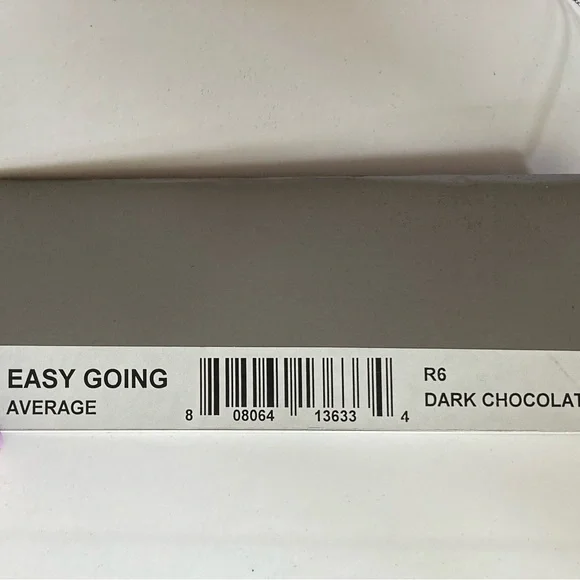 EASY GOING
AVERAGE
8 08064 13633 4
R6
DARK CHOCOLAT